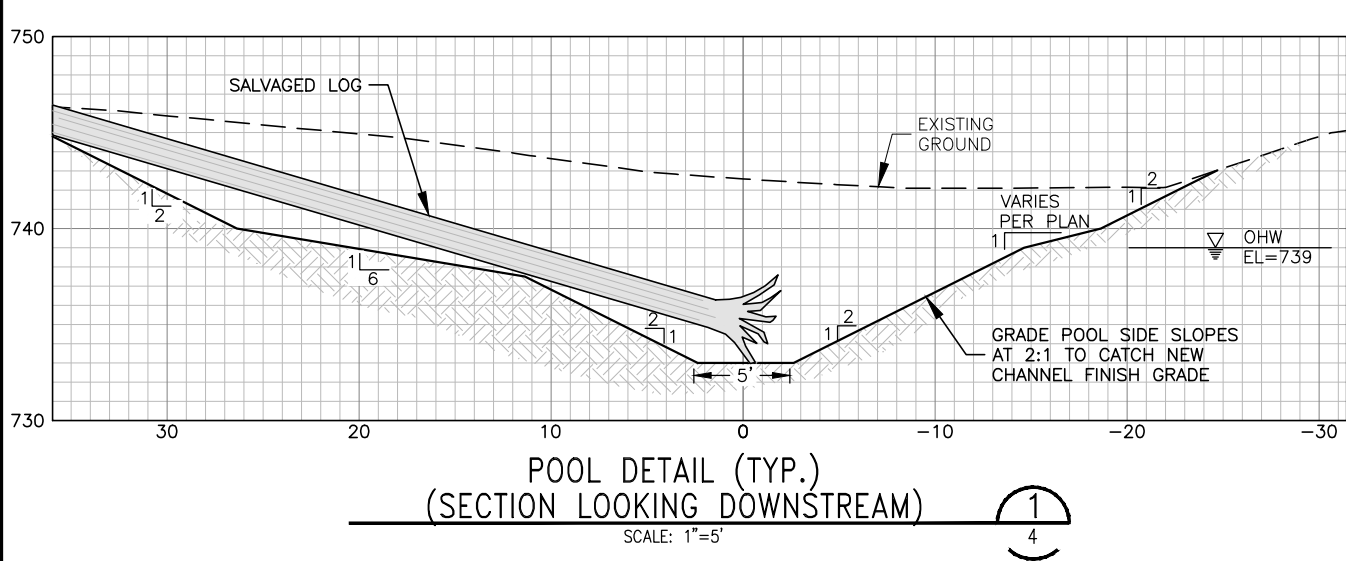 750
SALVAGED LOG
EXISTING
GROUND
1
2
2
1
VARIES
PER PLAN
740
1
OHW
EL=739
1
6
2
1
2
1
GRADE POOL SIDE SLOPES
AT 2:1 TO CATCH NEW
CHANNEL FINISH GRADE
5'
730
30 20 10 0 -10 -20 -30
POOL DETAIL (TYP.)
(SECTION LOOKING DOWNSTREAM)
SCALE: 1"=5'
1
4